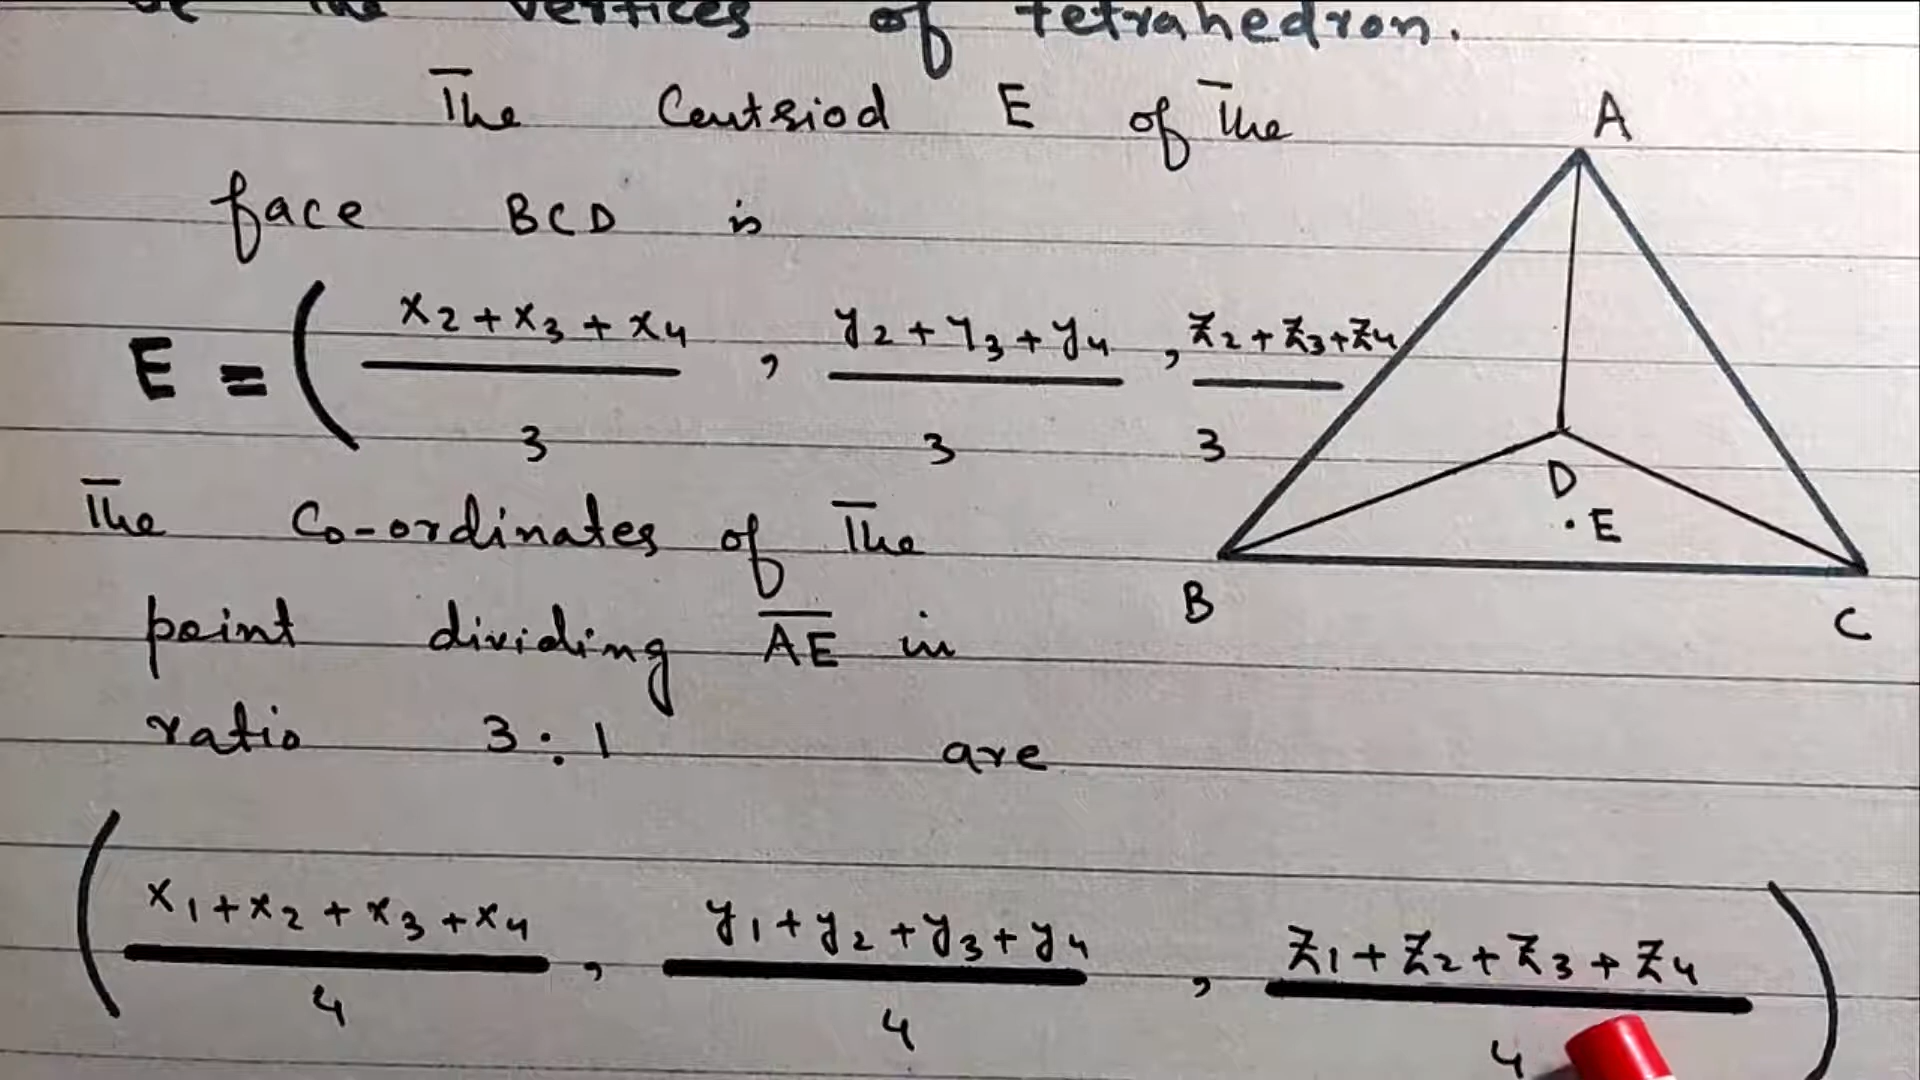 of the vertices of tetrahedron.
The Centriod E of The
face BCD is
E = ( x2 + x3 + x4 / 3 , y2 + y3 + y4 / 3 , z2 + z3 + z4 / 3
The Co-ordinates of The
point dividing AE in
ratio 3 : 1 are
( x1 + x2 + x3 + x4 / 4 , y1 + y2 + y3 + y4 / 4 , z1 + z2 + z3 + z4 / 4 )
A
D
E
B
C